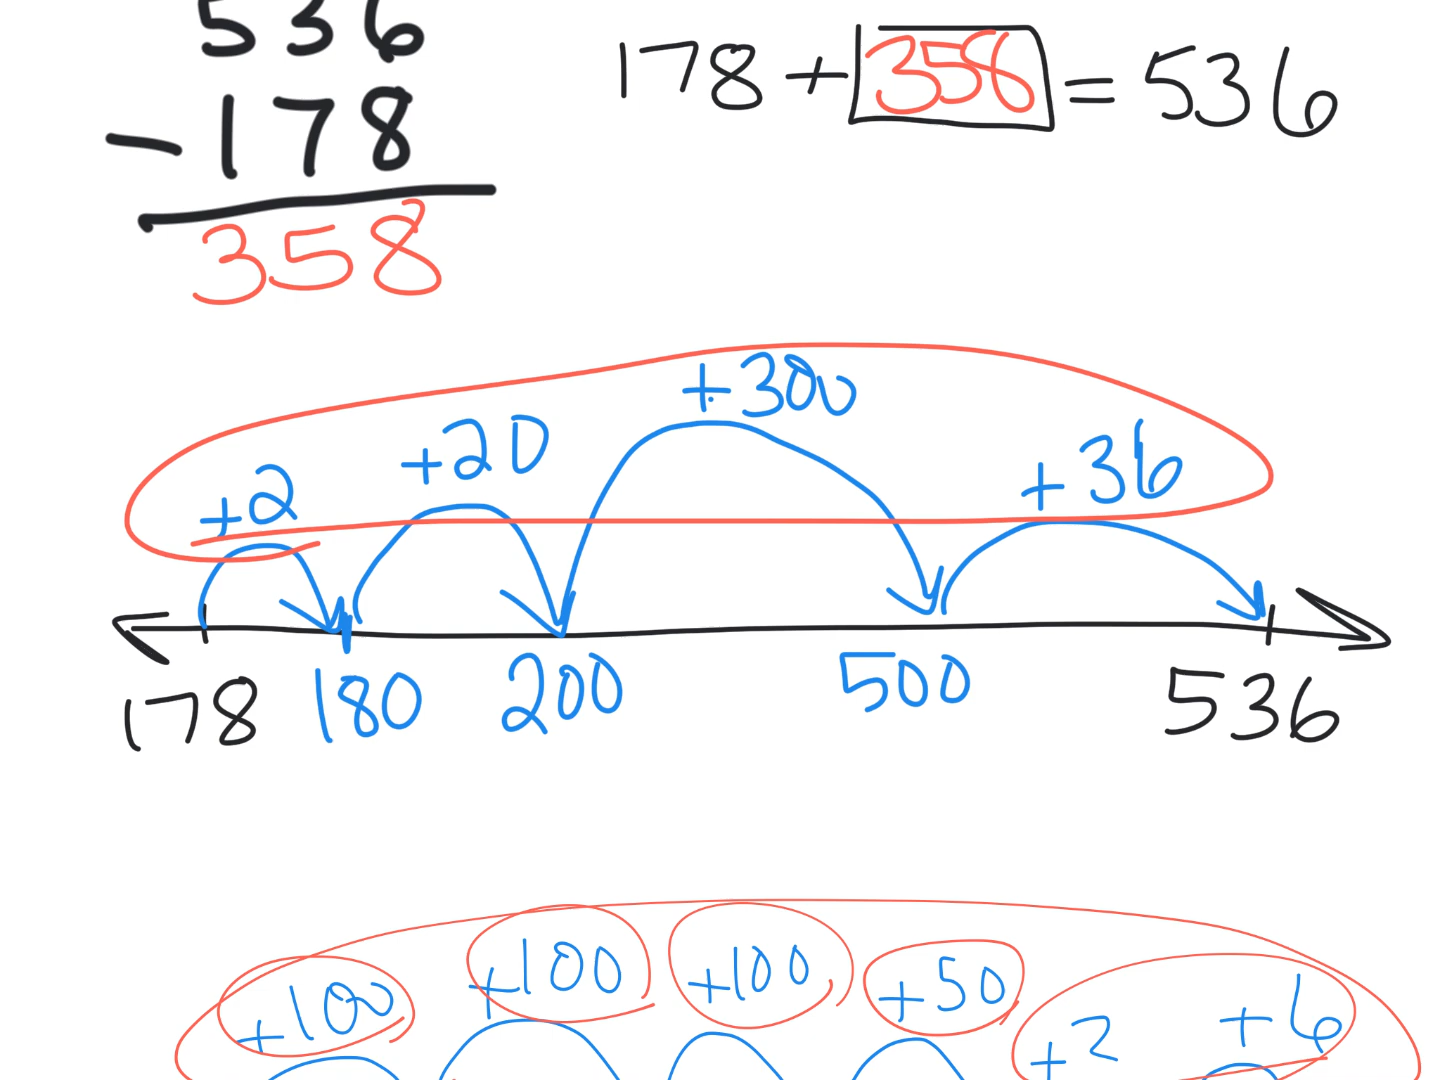 536
-178
358
178 + 358 = 536
+2 +20 +300 +36
178 180 200 500 536
+100 +100 +100 +50 +2 +6